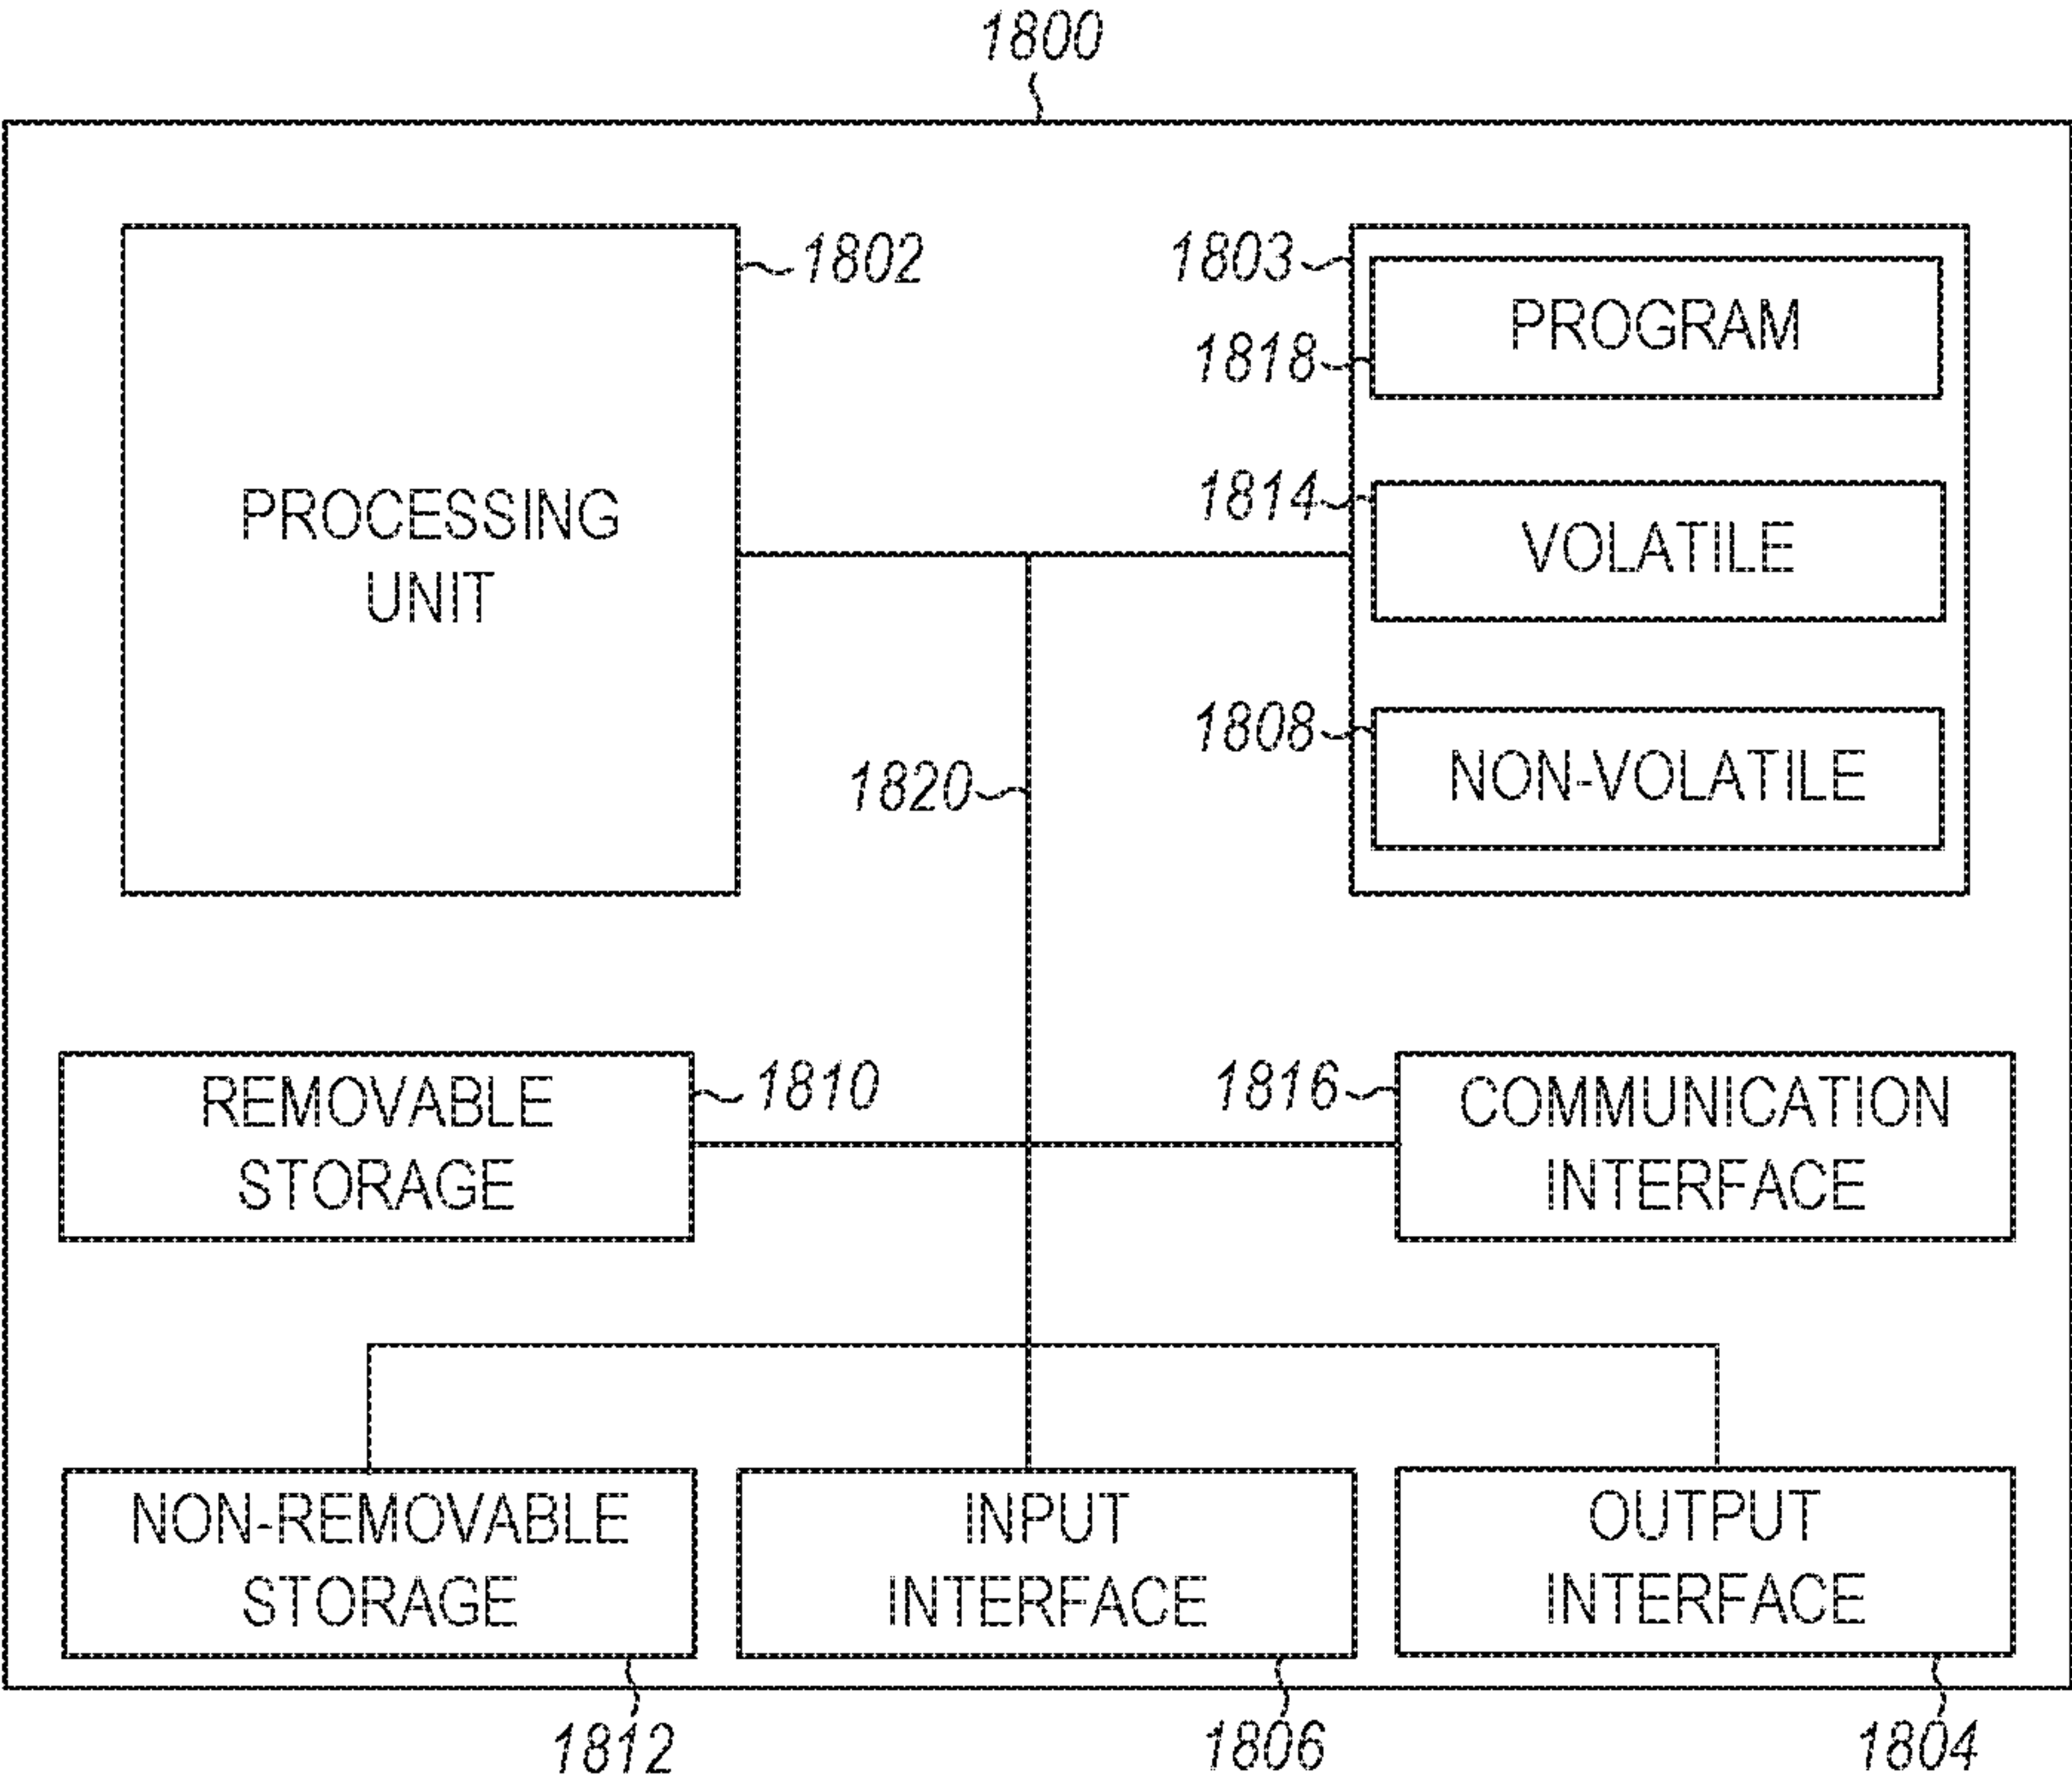 1800
1802
1803
PROGRAM
1818
1814
VOLATILE
PROCESSING
UNIT
1808
NON-VOLATILE
1820
REMOVABLE
STORAGE
1810
1816
COMMUNICATION
INTERFACE
NON-REMOVABLE
STORAGE
INPUT
INTERFACE
OUTPUT
INTERFACE
1812
1806
1804